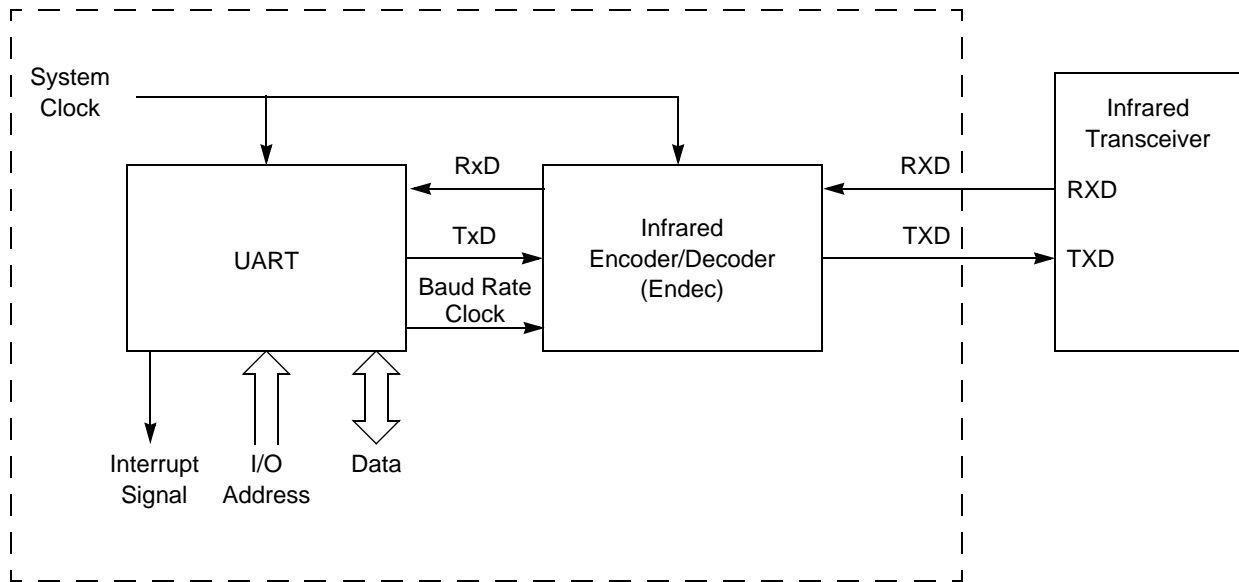 System
Clock
Infrared
Transceiver
RxD
RXD
RXD
UART
TxD
Infrared
Encoder/Decoder
(Endec)
TXD
TXD
Baud Rate
Clock
Interrupt
Signal
I/O
Address
Data